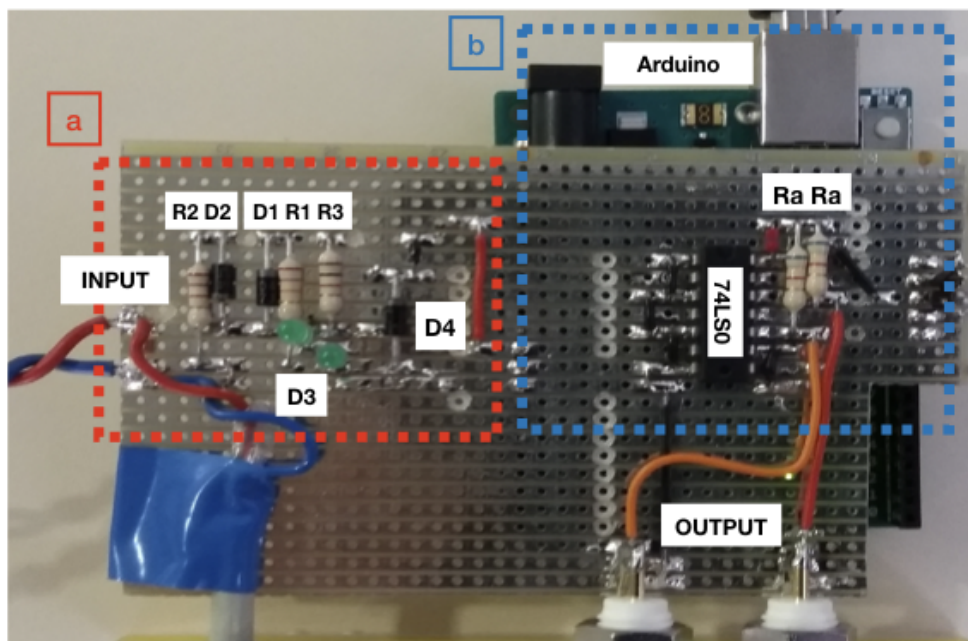 b
Arduino
a
Ra Ra
R2 D2
D1 R1 R3
INPUT
74LS0
D4
D3
OUTPUT